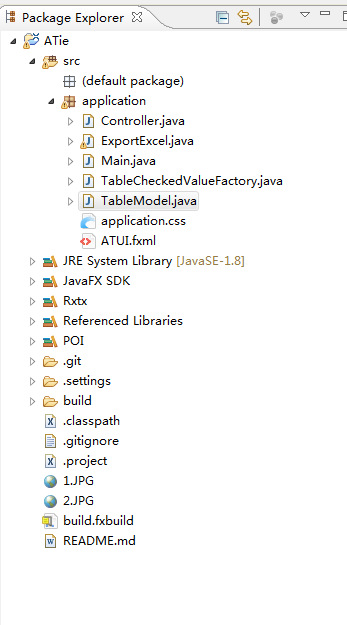 Package Explorer
ATie
src
(default package)
application
Controller.java
ExportExcel.java
Main.java
TableCheckedValueFactory.java
TableModel.java
application.css
ATUI.fxml
JRE System Library [JavaSE-1.8]
JavaFX SDK
Rxtx
Referenced Libraries
POI
.git
.settings
build
.classpath
.gitignore
.project
1.JPG
2.JPG
build.fxbuild
README.md